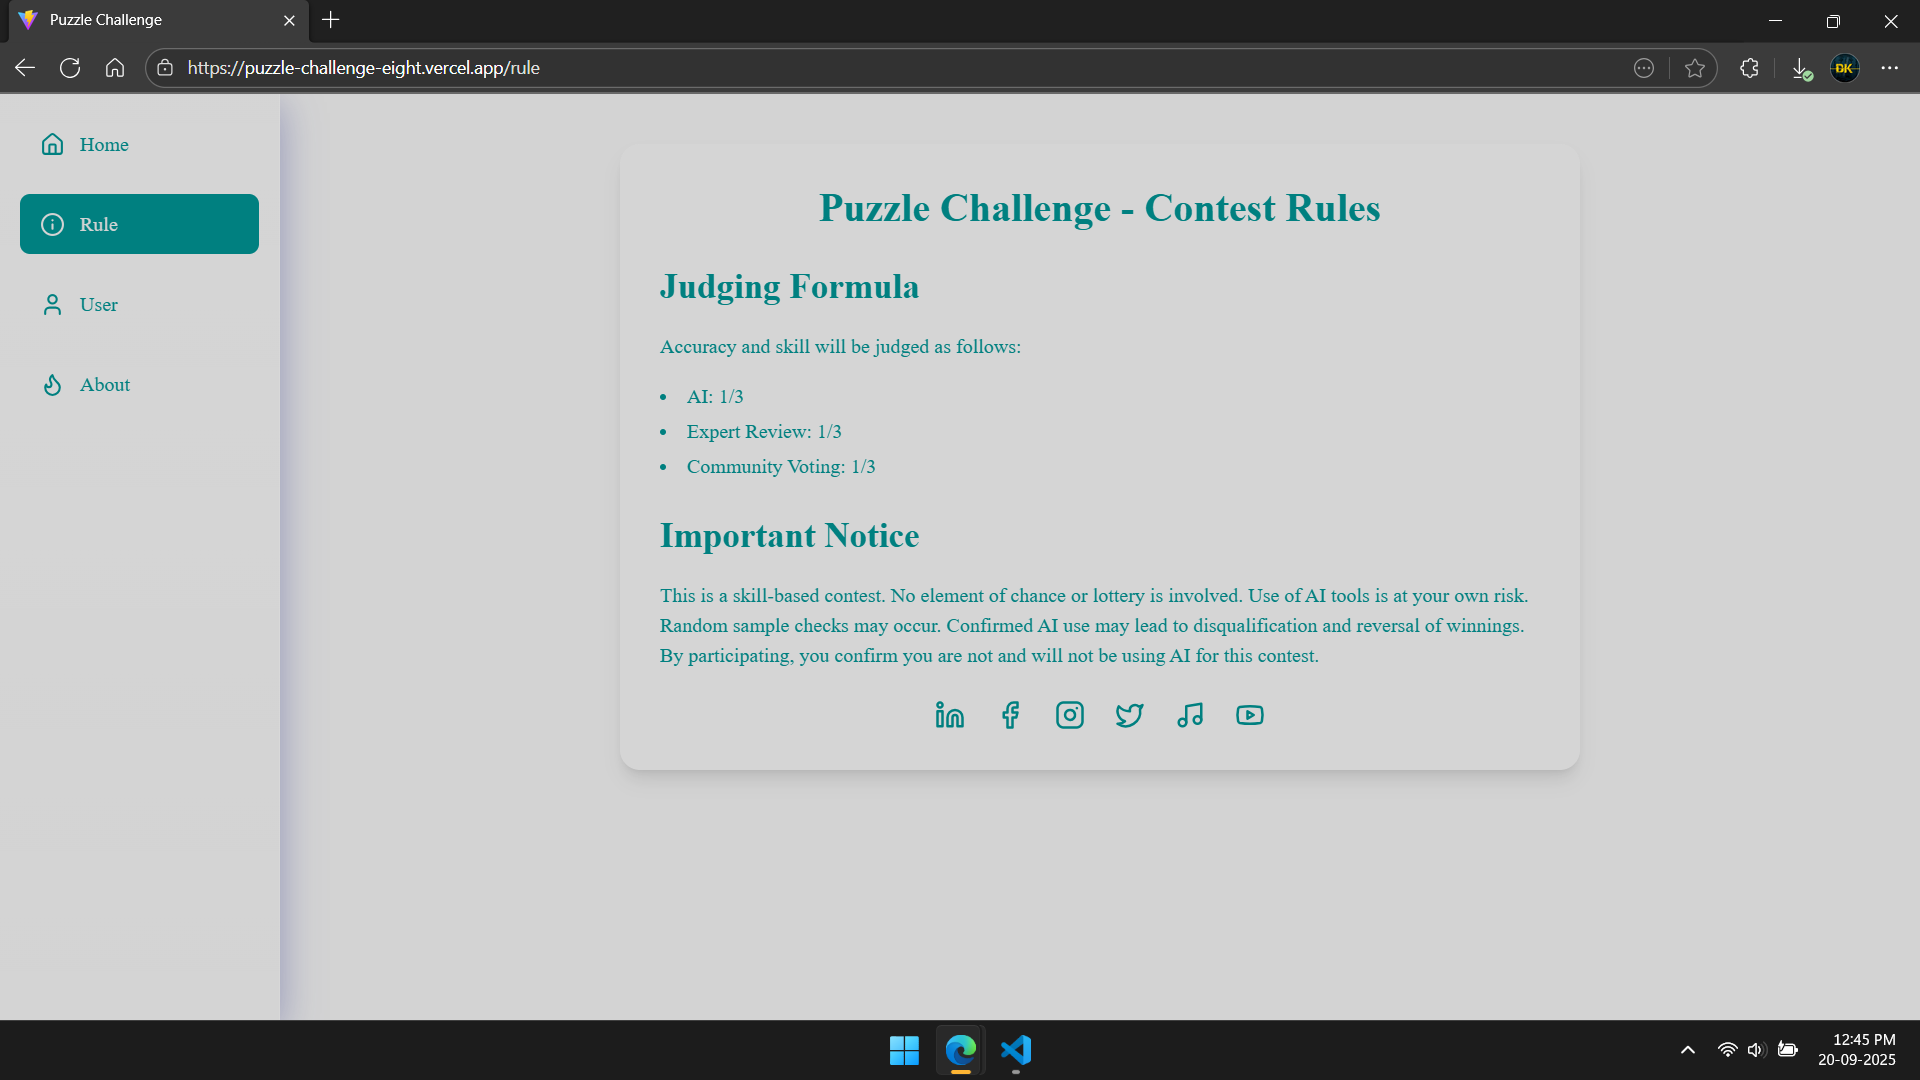 Puzzle Challenge
https://puzzle-challenge-eight.vercel.app/rule
DK
Home
Rule
User
About
Puzzle Challenge - Contest Rules
Judging Formula
Accuracy and skill will be judged as follows:
• AI: 1/3
• Expert Review: 1/3
• Community Voting: 1/3
Important Notice
This is a skill-based contest. No element of chance or lottery is involved. Use of AI tools is at your own risk.
Random sample checks may occur. Confirmed AI use may lead to disqualification and reversal of winnings.
By participating, you confirm you are not and will not be using AI for this contest.
12:45 PM
20-09-2025